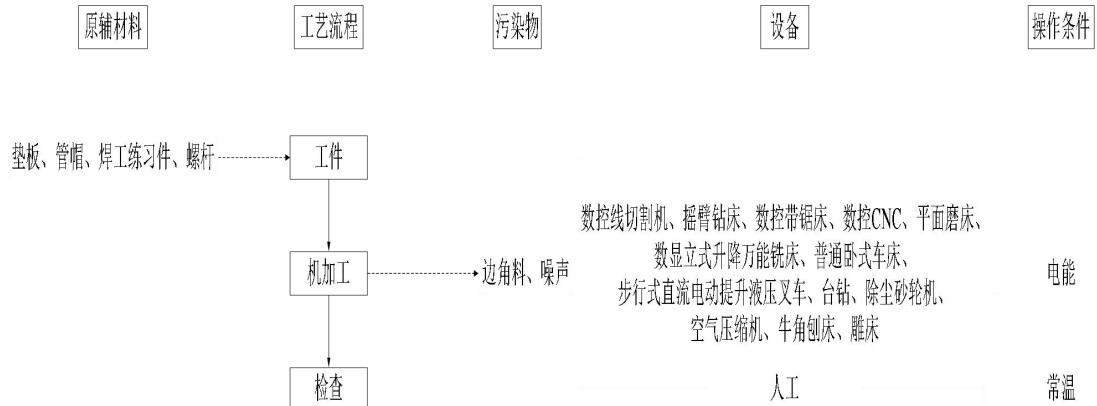 原辅材料 工艺流程 污染物 设备 操作条件
垫板、管帽、焊工练习件、螺杆 工件
数控线切割机、摇臂钻床、数控带锯床、数控CNC、平面磨床、
数显立式升降万能铣床、普通卧式车床、
机加工 边角料、噪声 电能
步行式直流电动提升液压叉车、台钻、除尘砂轮机、
空气压缩机、牛角刨床、雕床
检查 人工 常温